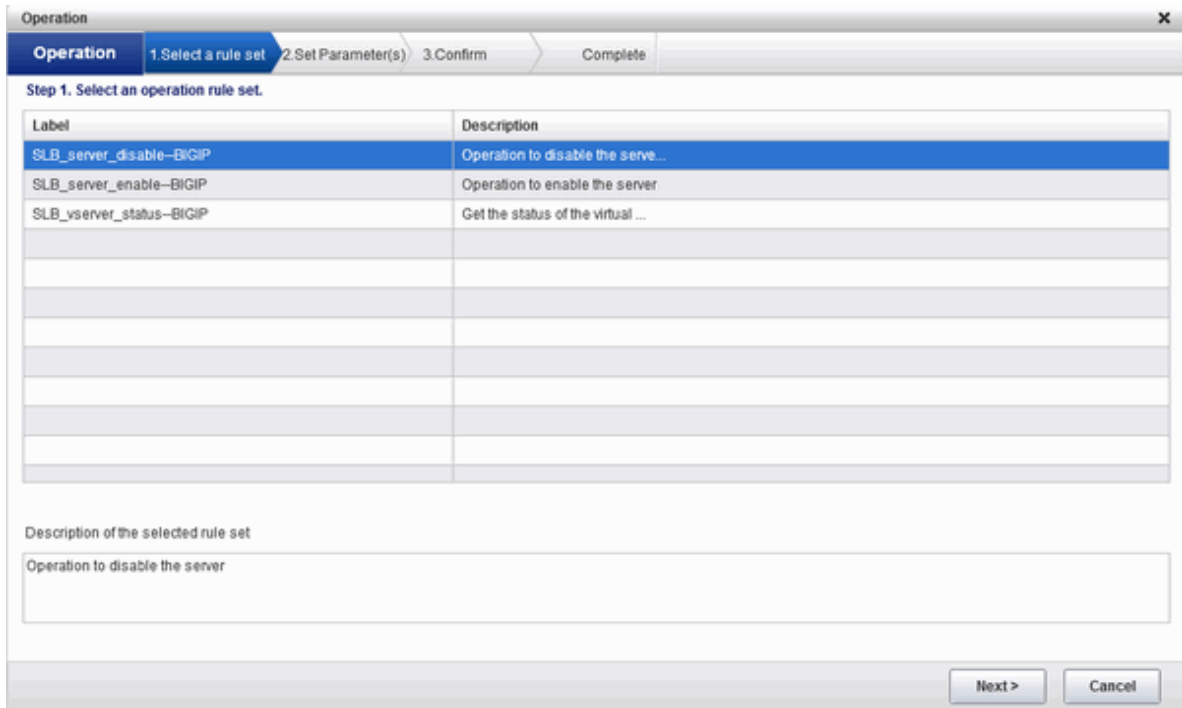 Operation
Operation 1.Select a rule set 2.Set Parameter(s) 3.Confirm Complete
Step 1. Select an operation rule set.
Label Description
SLB_server_disable--BIGIP Operation to disable the serve...
SLB_server_enable--BIGIP Operation to enable the server
SLB_vserver_status--BIGIP Get the status of the virtual ...
Description of the selected rule set
Operation to disable the server
Next > Cancel